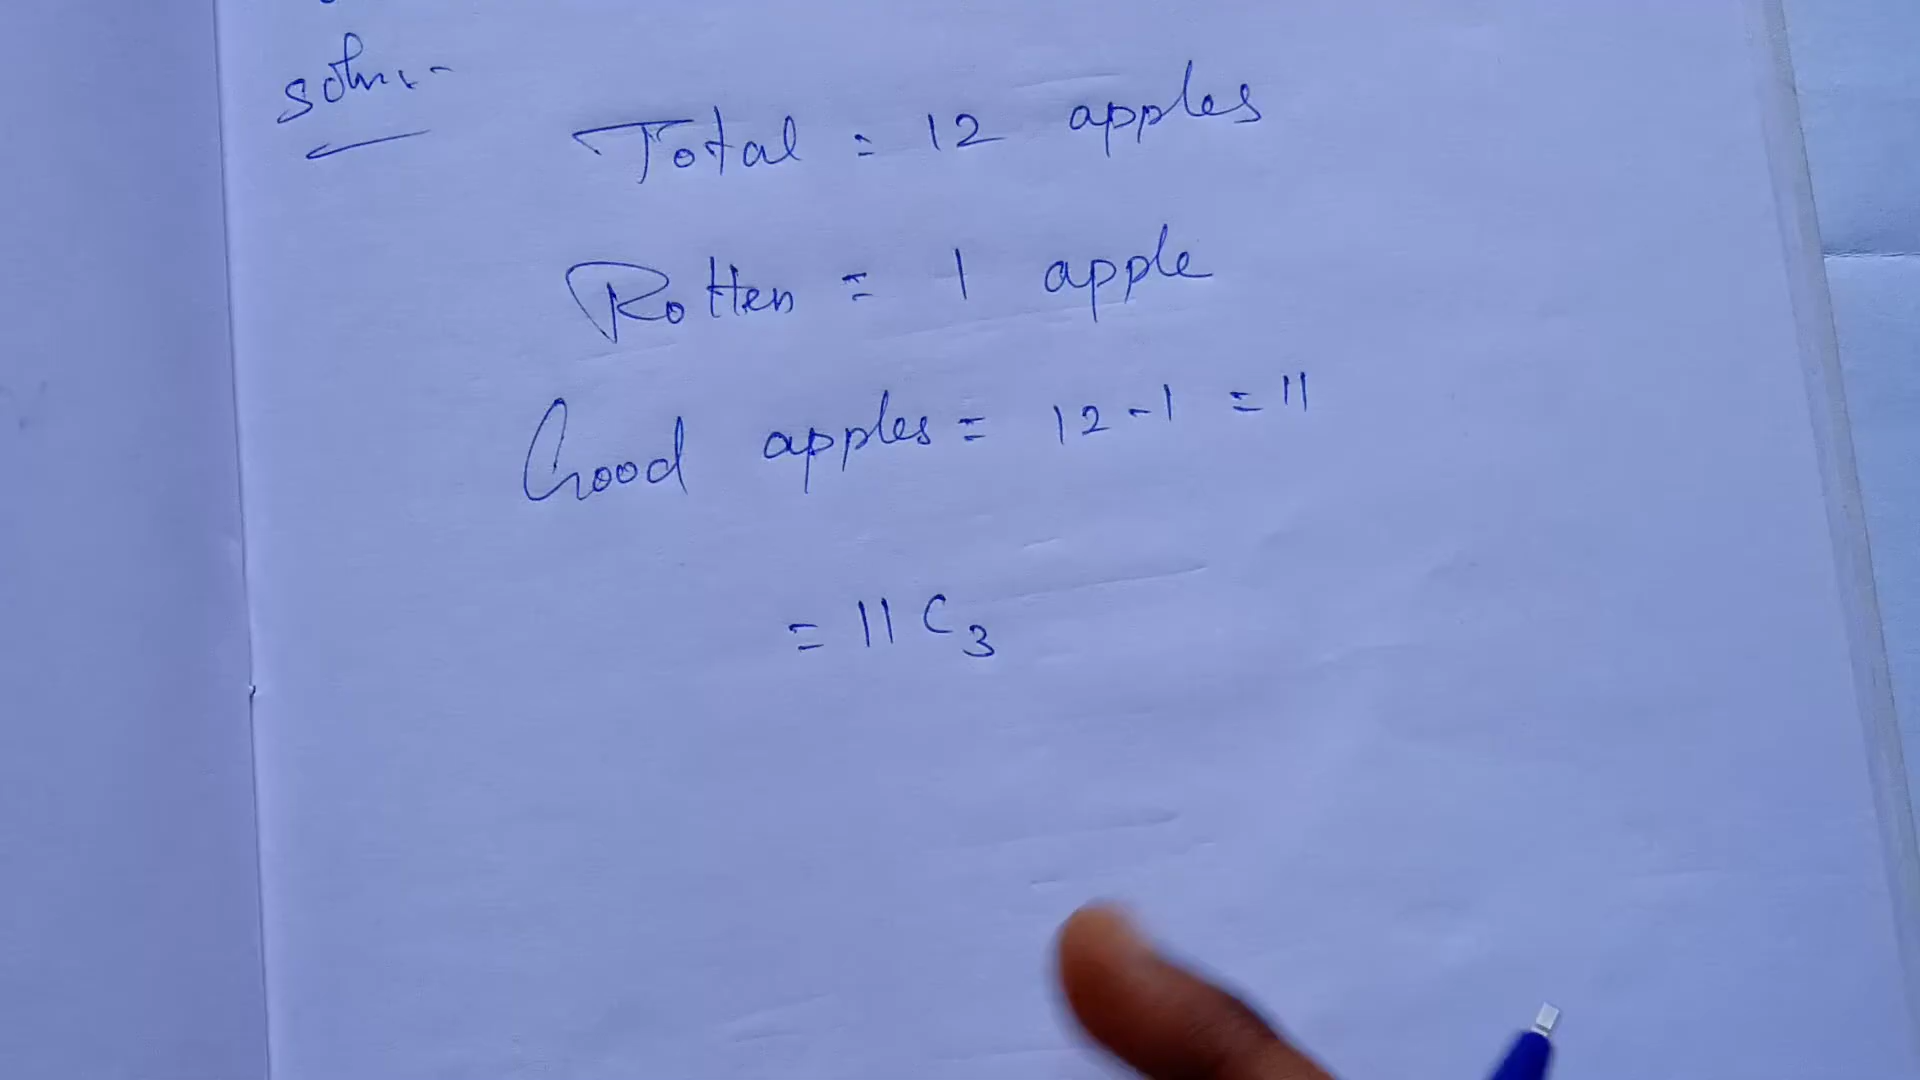 soln:-
Total = 12 apples
Rotten = 1 apple
Good apples = 12 - 1 = 11
= 11 C3